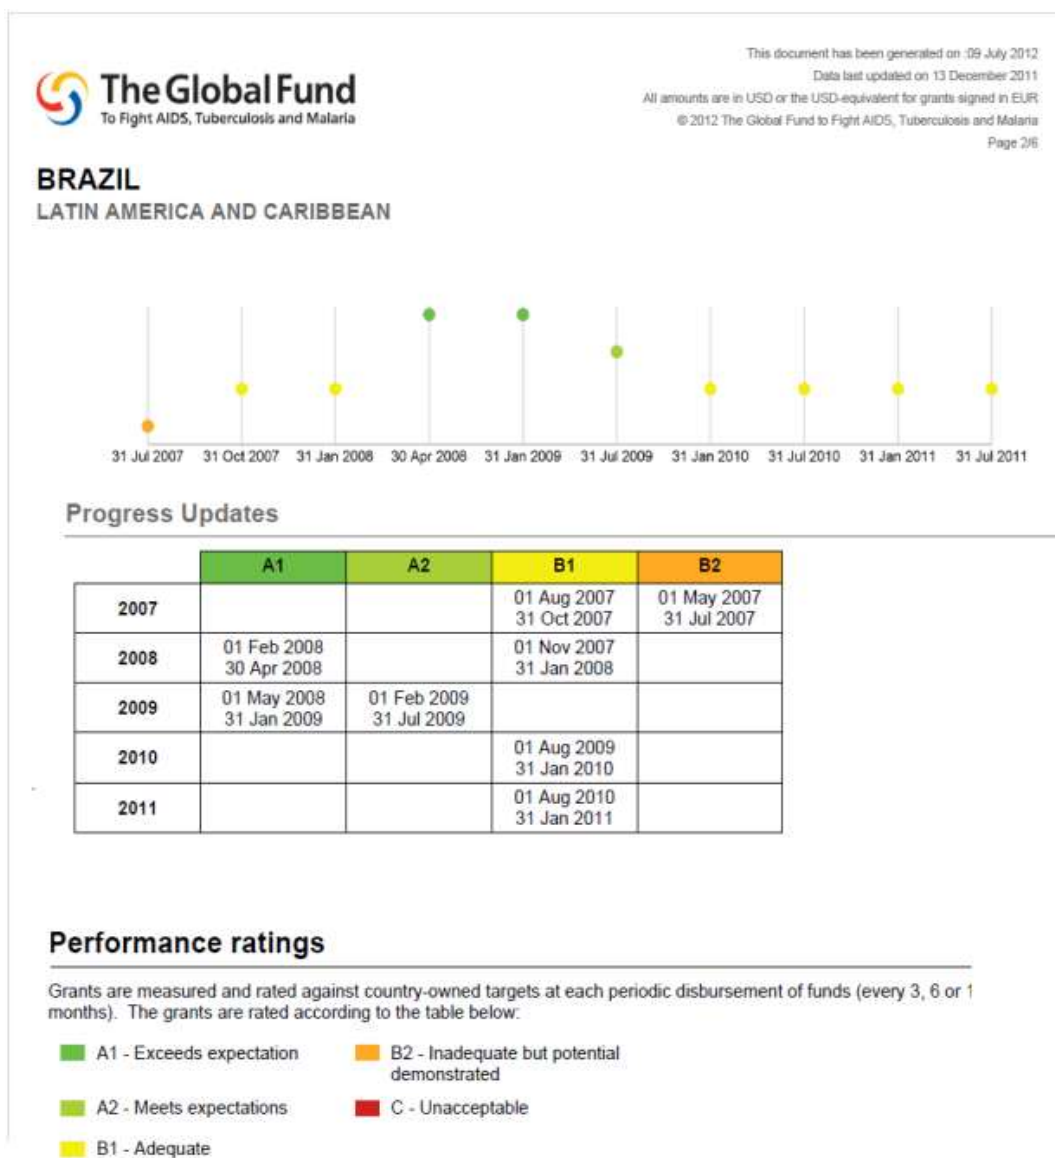 This document has been generated on :09 July 2012
Data last updated on 13 December 2011
All amounts are in USD or the USD-equivalent for grants signed in EUR
© 2012 The Global Fund to Fight AIDS, Tuberculosis and Malaria
Page 2/6
The Global Fund
To Fight AIDS, Tuberculosis and Malaria
BRAZIL
LATIN AMERICA AND CARIBBEAN
31 Jul 2007 31 Oct 2007 31 Jan 2008 30 Apr 2008 31 Jan 2009 31 Jul 2009 31 Jan 2010 31 Jul 2010 31 Jan 2011 31 Jul 2011
Progress Updates
A1 A2 B1 B2
2007 01 Aug 2007 01 May 2007
31 Oct 2007 31 Jul 2007
2008 01 Feb 2008 01 Nov 2007
30 Apr 2008 31 Jan 2008
2009 01 May 2008 01 Feb 2009
31 Jan 2009 31 Jul 2009
2010 01 Aug 2009
31 Jan 2010
2011 01 Aug 2010
31 Jan 2011
Performance ratings
Grants are measured and rated against country-owned targets at each periodic disbursement of funds (every 3, 6 or 1
months). The grants are rated according to the table below:
A1 - Exceeds expectation
B2 - Inadequate but potential
demonstrated
A2 - Meets expectations
C - Unacceptable
B1 - Adequate